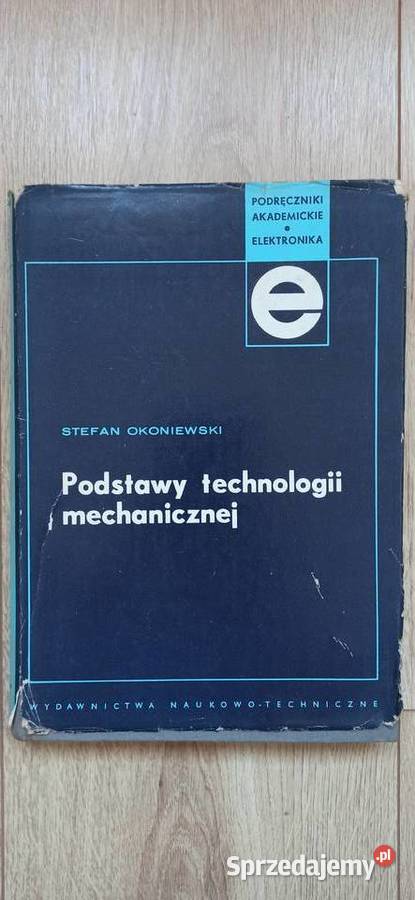 PODRĘCZNIKI
AKADEMICKIE
•
ELEKTRONIKA
e
STEFAN OKONIEWSKI
Podstawy technologii
mechanicznej
WYDAWNICTWA NAUKOWO-TECHNICZNE
Sprzedajemy.pl